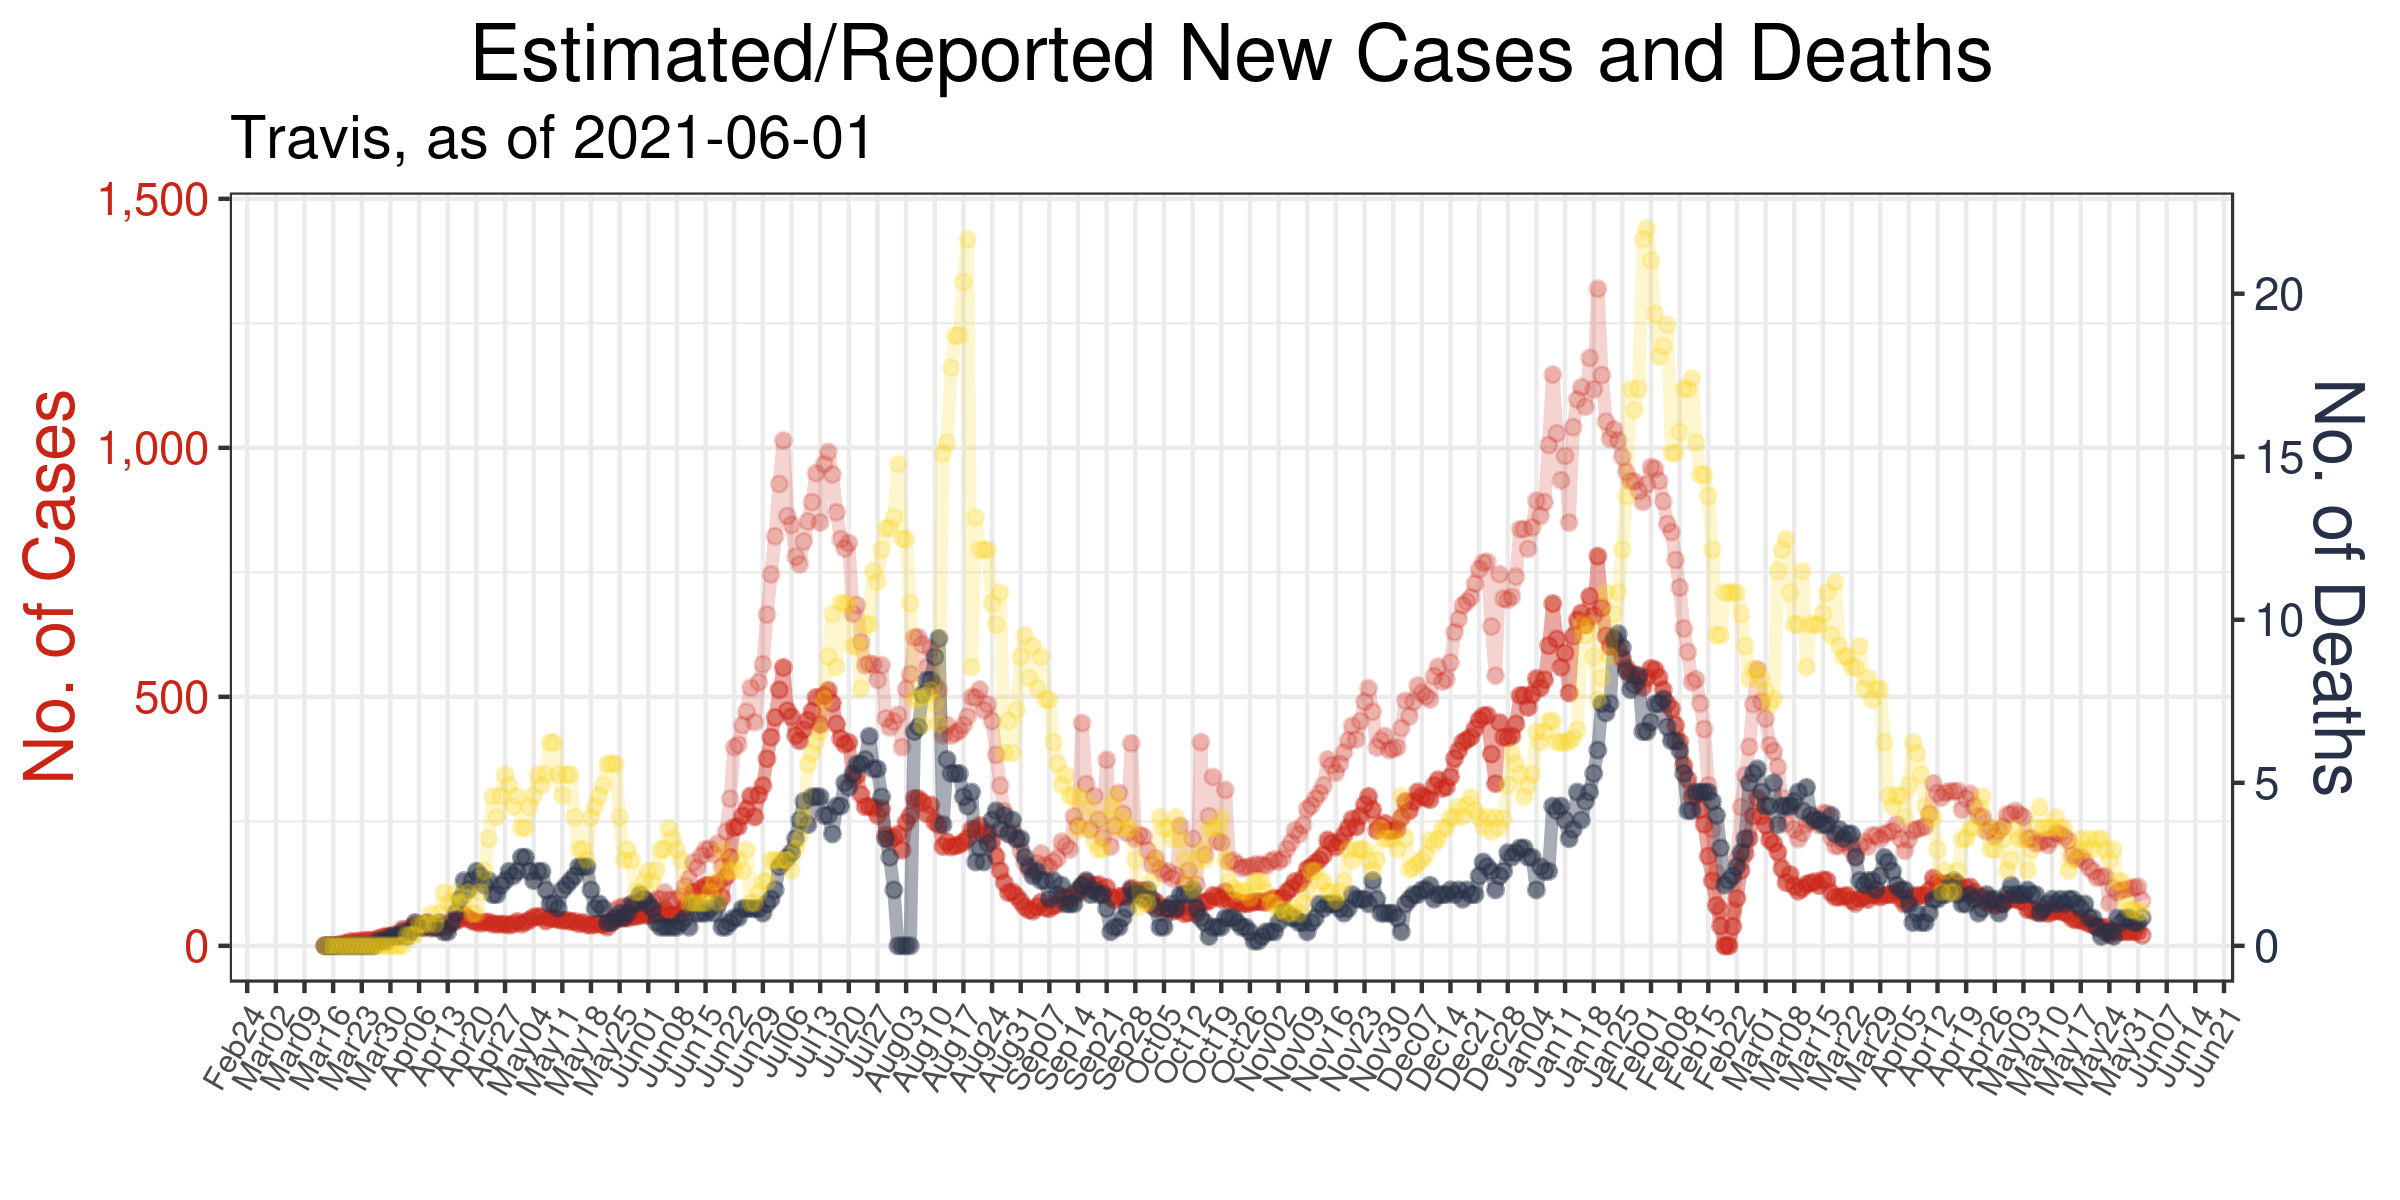 Estimated/Reported New Cases and Deaths
Travis, as of 2021-06-01
No. of Cases
1,500
1,000
500
0
No. of Deaths
20
15
10
5
0
Feb24
Mar02
Mar09
Mar16
Mar23
Mar30
Apr06
Apr13
Apr20
Apr27
May04
May11
May18
May25
Jun01
Jun08
Jun15
Jun22
Jun29
Jul06
Jul13
Jul20
Jul27
Aug03
Aug10
Aug17
Aug24
Aug31
Sep07
Sep14
Sep21
Sep28
Oct05
Oct12
Oct19
Oct26
Nov02
Nov09
Nov16
Nov23
Nov30
Dec07
Dec14
Dec21
Dec28
Jan04
Jan11
Jan18
Jan25
Feb01
Feb08
Feb15
Feb22
Mar01
Mar08
Mar15
Mar22
Mar29
Apr05
Apr12
Apr19
Apr26
May03
May10
May17
May24
May31
Jun07
Jun14
Jun21